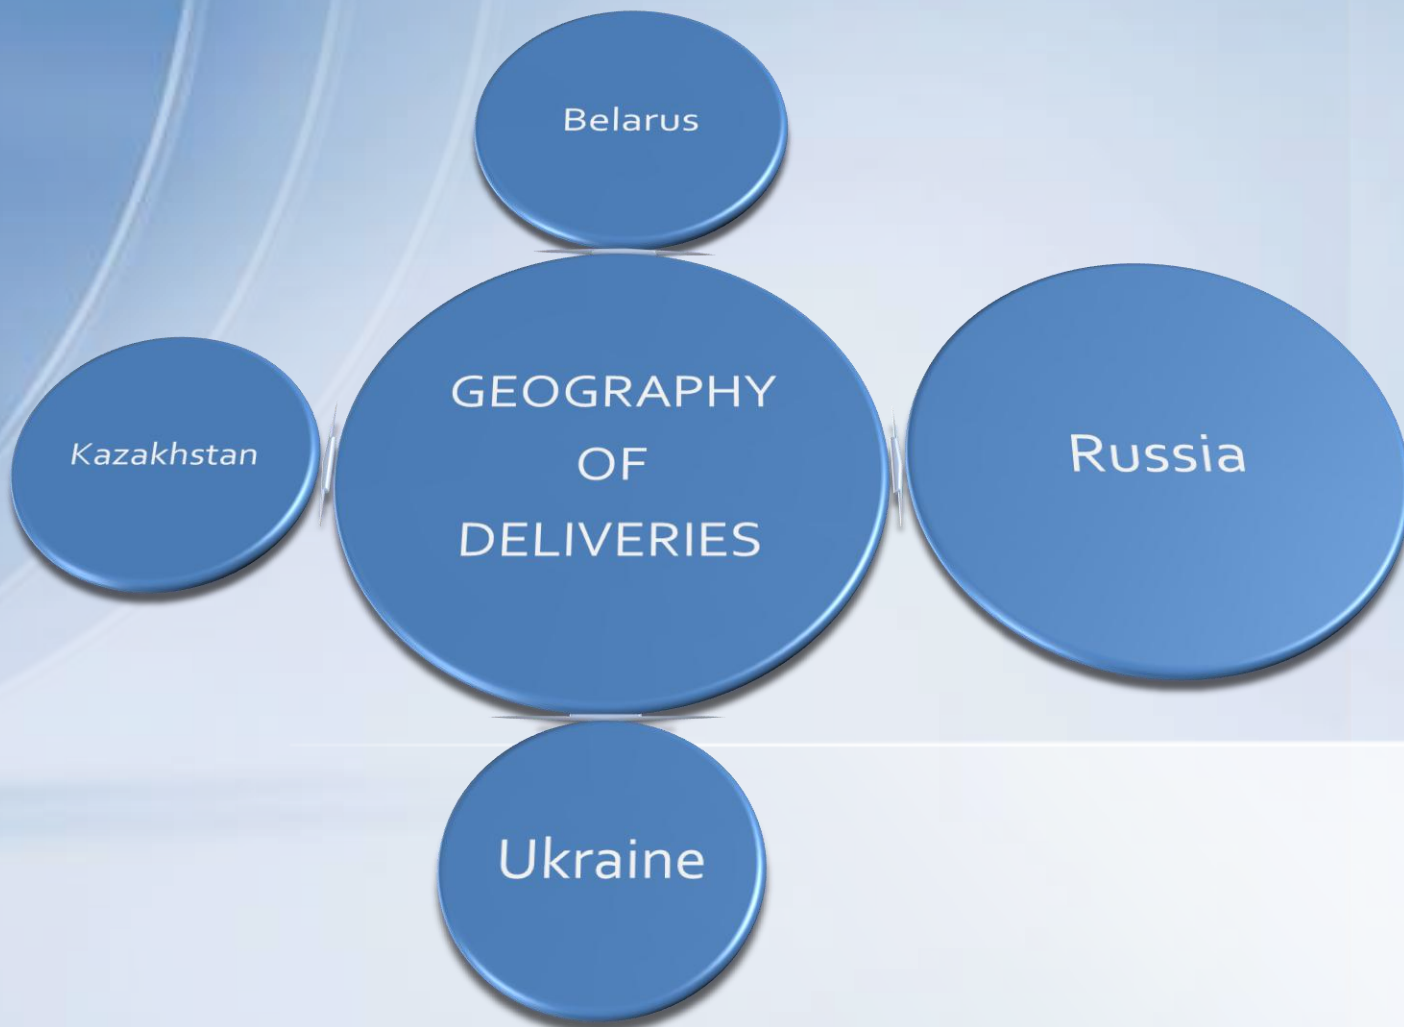 Belarus
Kazakhstan
GEOGRAPHY
OF
DELIVERIES
Russia
Ukraine